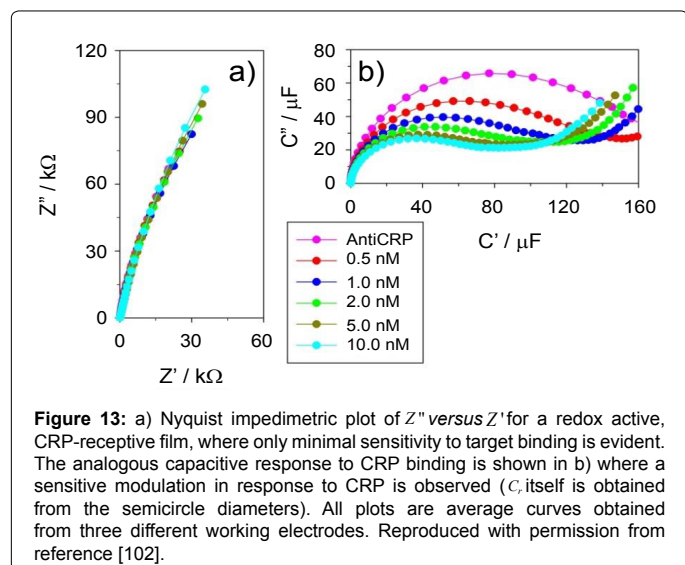 120
90
60
30
0
0 30 60
Z" / kΩ
Z' / kΩ
a)
80
60
40
20
0
0 40 80 120 160
C" / μF
C' / μF
b)
AntiCRP
0.5 nM
1.0 nM
2.0 nM
5.0 nM
10.0 nM
Figure 13: a) Nyquist impedimetric plot of Z" versus Z' for a redox active,
CRP-receptive film, where only minimal sensitivity to target binding is evident.
The analogous capacitive response to CRP binding is shown in b) where a
sensitive modulation in response to CRP is observed (Cr itself is obtained
from the semicircle diameters). All plots are average curves obtained
from three different working electrodes. Reproduced with permission from
reference [102].